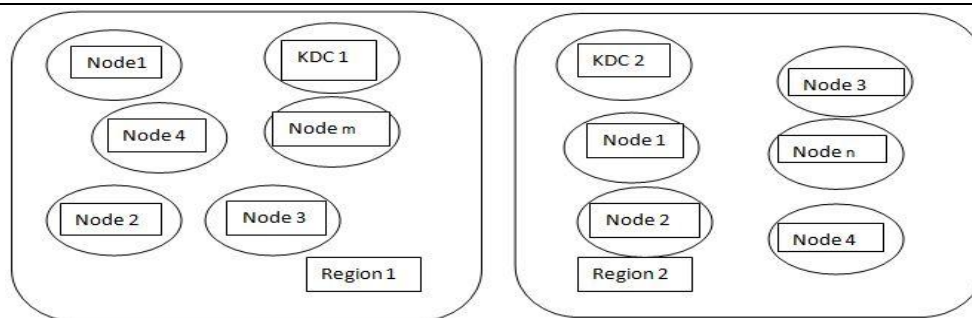 Node1
KDC 1
Node 4
Node m
Node 2
Node 3
Region 1
KDC 2
Node 3
Node 1
Node n
Node 2
Node 4
Region 2